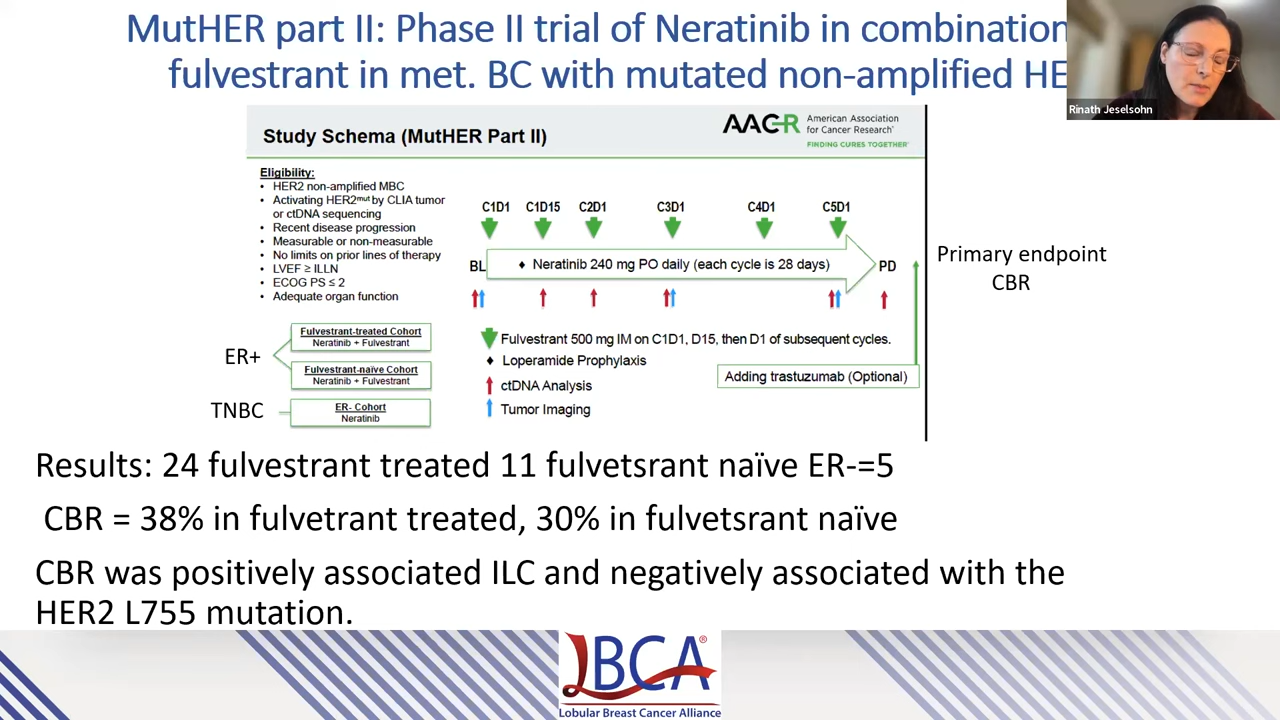 MutHER part II: Phase II trial of Neratinib in combination
fulvestrant in met. BC with mutated non-amplified HE
Rinath Jeselsohn
Study Schema (MutHER Part II)
AACR American Association
for Cancer Research®
FINDING CURES TOGETHER®
Eligibility:
• HER2 non-amplified MBC
• Activating HER2mut by CLIA tumor
or ctDNA sequencing
• Recent disease progression
• Measurable or non-measurable
• No limits on prior lines of therapy
• LVEF ≥ ILLN
• ECOG PS ≤ 2
• Adequate organ function
C1D1 C1D15 C2D1 C3D1 C4D1 C5D1
BL ♦ Neratinib 240 mg PO daily (each cycle is 28 days) PD
Primary endpoint
CBR
Fulvestrant 500 mg IM on C1D1, D15, then D1 of subsequent cycles.
♦ Loperamide Prophylaxis
ctDNA Analysis
Tumor Imaging
Adding trastuzumab (Optional)
ER+
Fulvestrant-treated Cohort
Neratinib + Fulvestrant
Fulvestrant-naïve Cohort
Neratinib + Fulvestrant
TNBC
ER- Cohort
Neratinib
Results: 24 fulvestrant treated 11 fulvetsrant naïve ER-=5
CBR = 38% in fulvetrant treated, 30% in fulvetsrant naïve
CBR was positively associated ILC and negatively associated with the
HER2 L755 mutation.
LBCA®
Lobular Breast Cancer Alliance